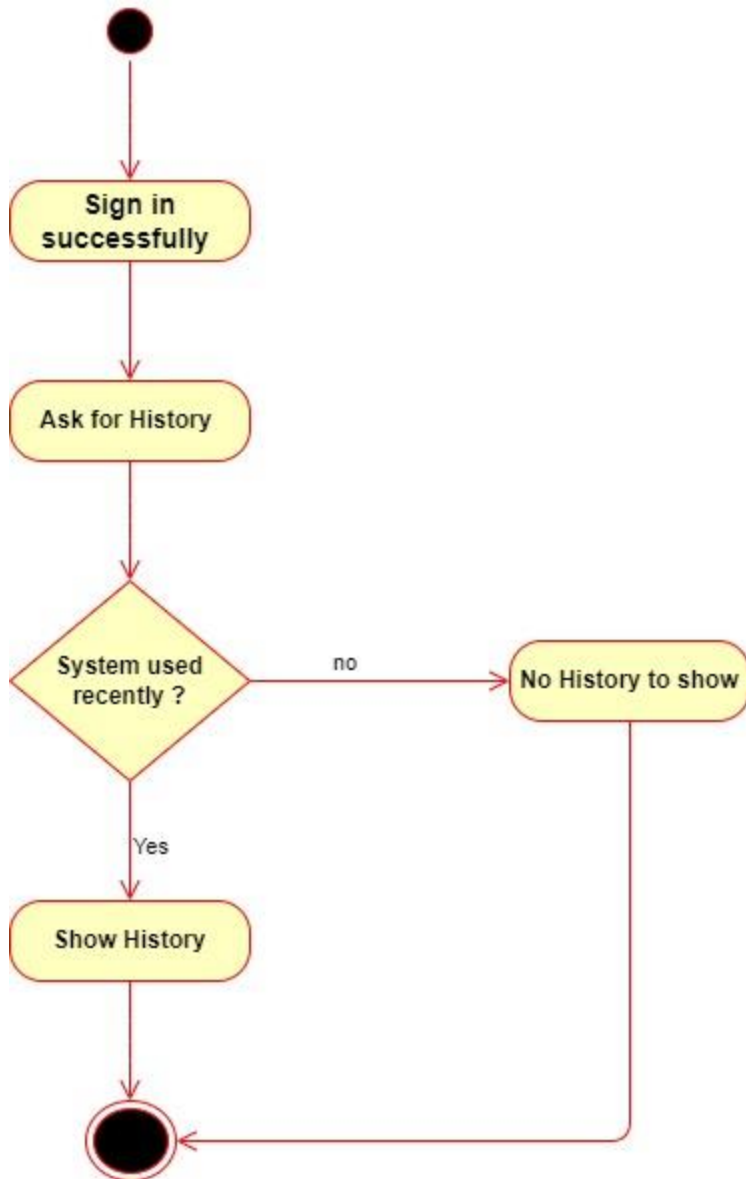 Sign in
successfully
Ask for History
System used
recently ?
no
No History to show
Yes
Show History